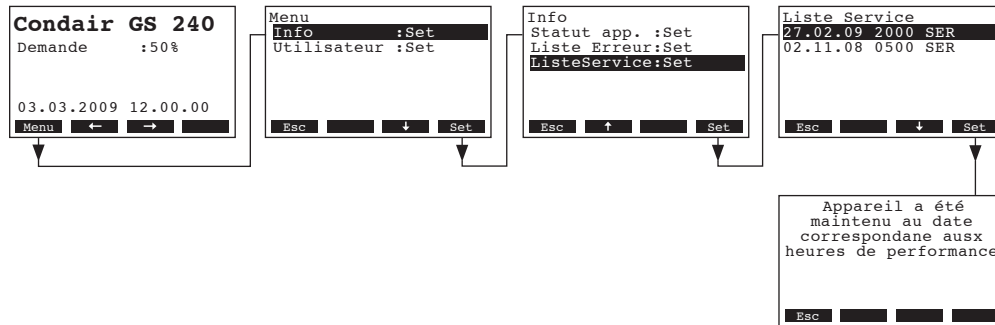 Condair GS 240
Demande :50%
03.03.2009 12.00.00
Menu ← →
Menu
Info :Set
Utilisateur :Set
Esc ↓ Set
Info
Statut app. :Set
Liste Erreur:Set
ListeService:Set
Esc ↑ Set
Liste Service
27.02.09 2000 SER
02.11.08 0500 SER
Esc ↓ Set
Appareil a été
maintenu au date
correspondane ausx
heures de performance
Esc